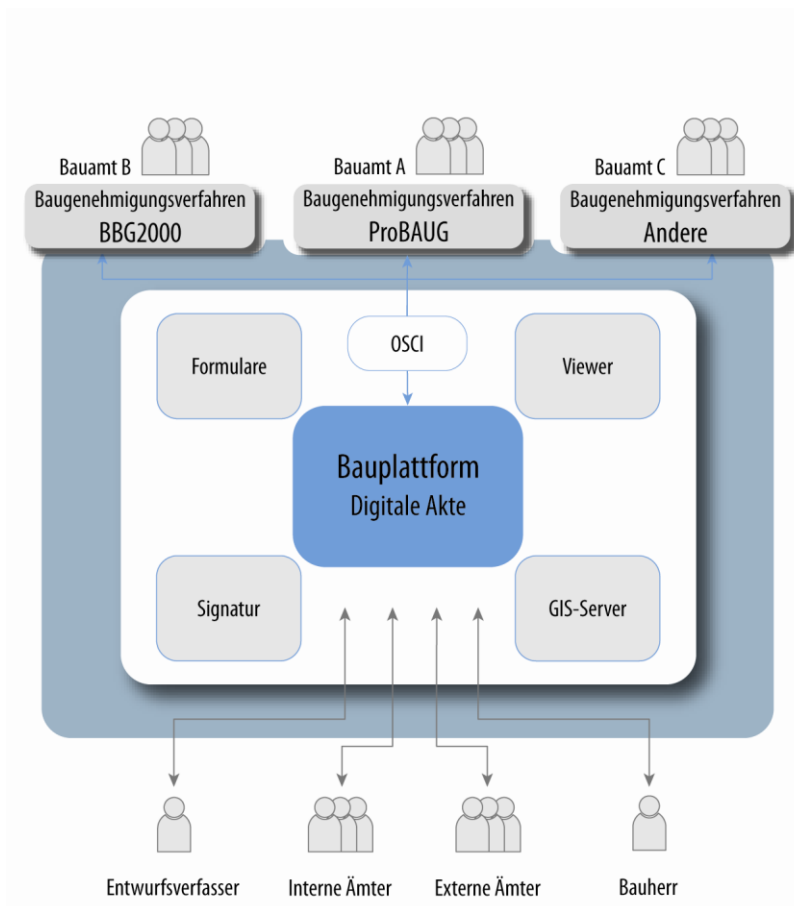 Bauamt B
Bauamt A
Bauamt C
Baugenehmigungsverfahren
BBG2000
Baugenehmigungsverfahren
ProBAUG
Baugenehmigungsverfahren
Andere
Formulare
OSCI
Viewer
Bauplattform
Digitale Akte
Signatur
GIS-Server
Entwurfsverfasser
Interne Ämter
Externe Ämter
Bauherr